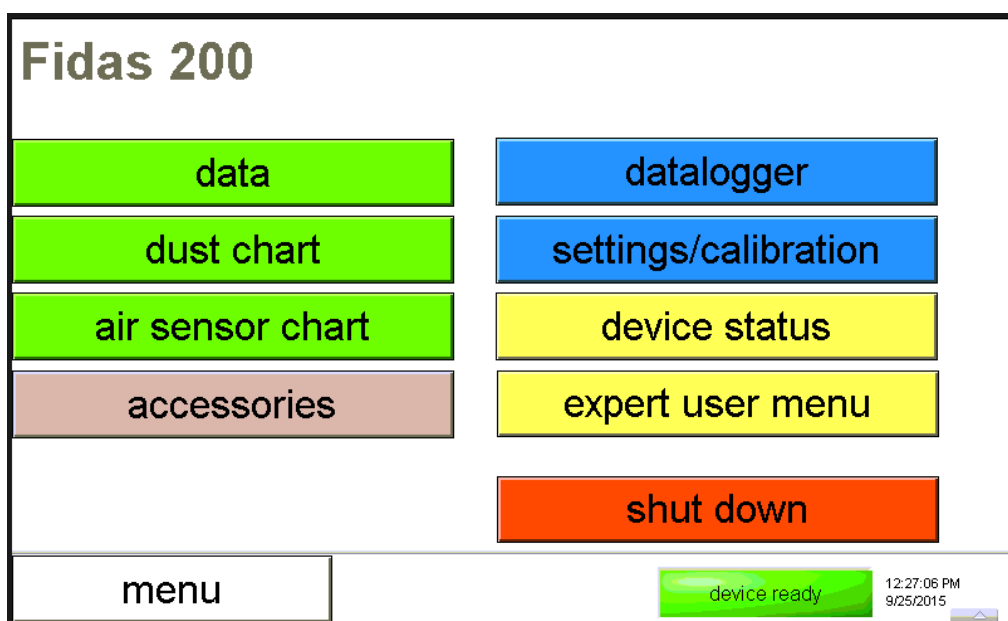 Fidas 200
data
dust chart
air sensor chart
accessories
datalogger
settings/calibration
device status
expert user menu
shut down
menu
device ready
12:27:06 PM
9/25/2015